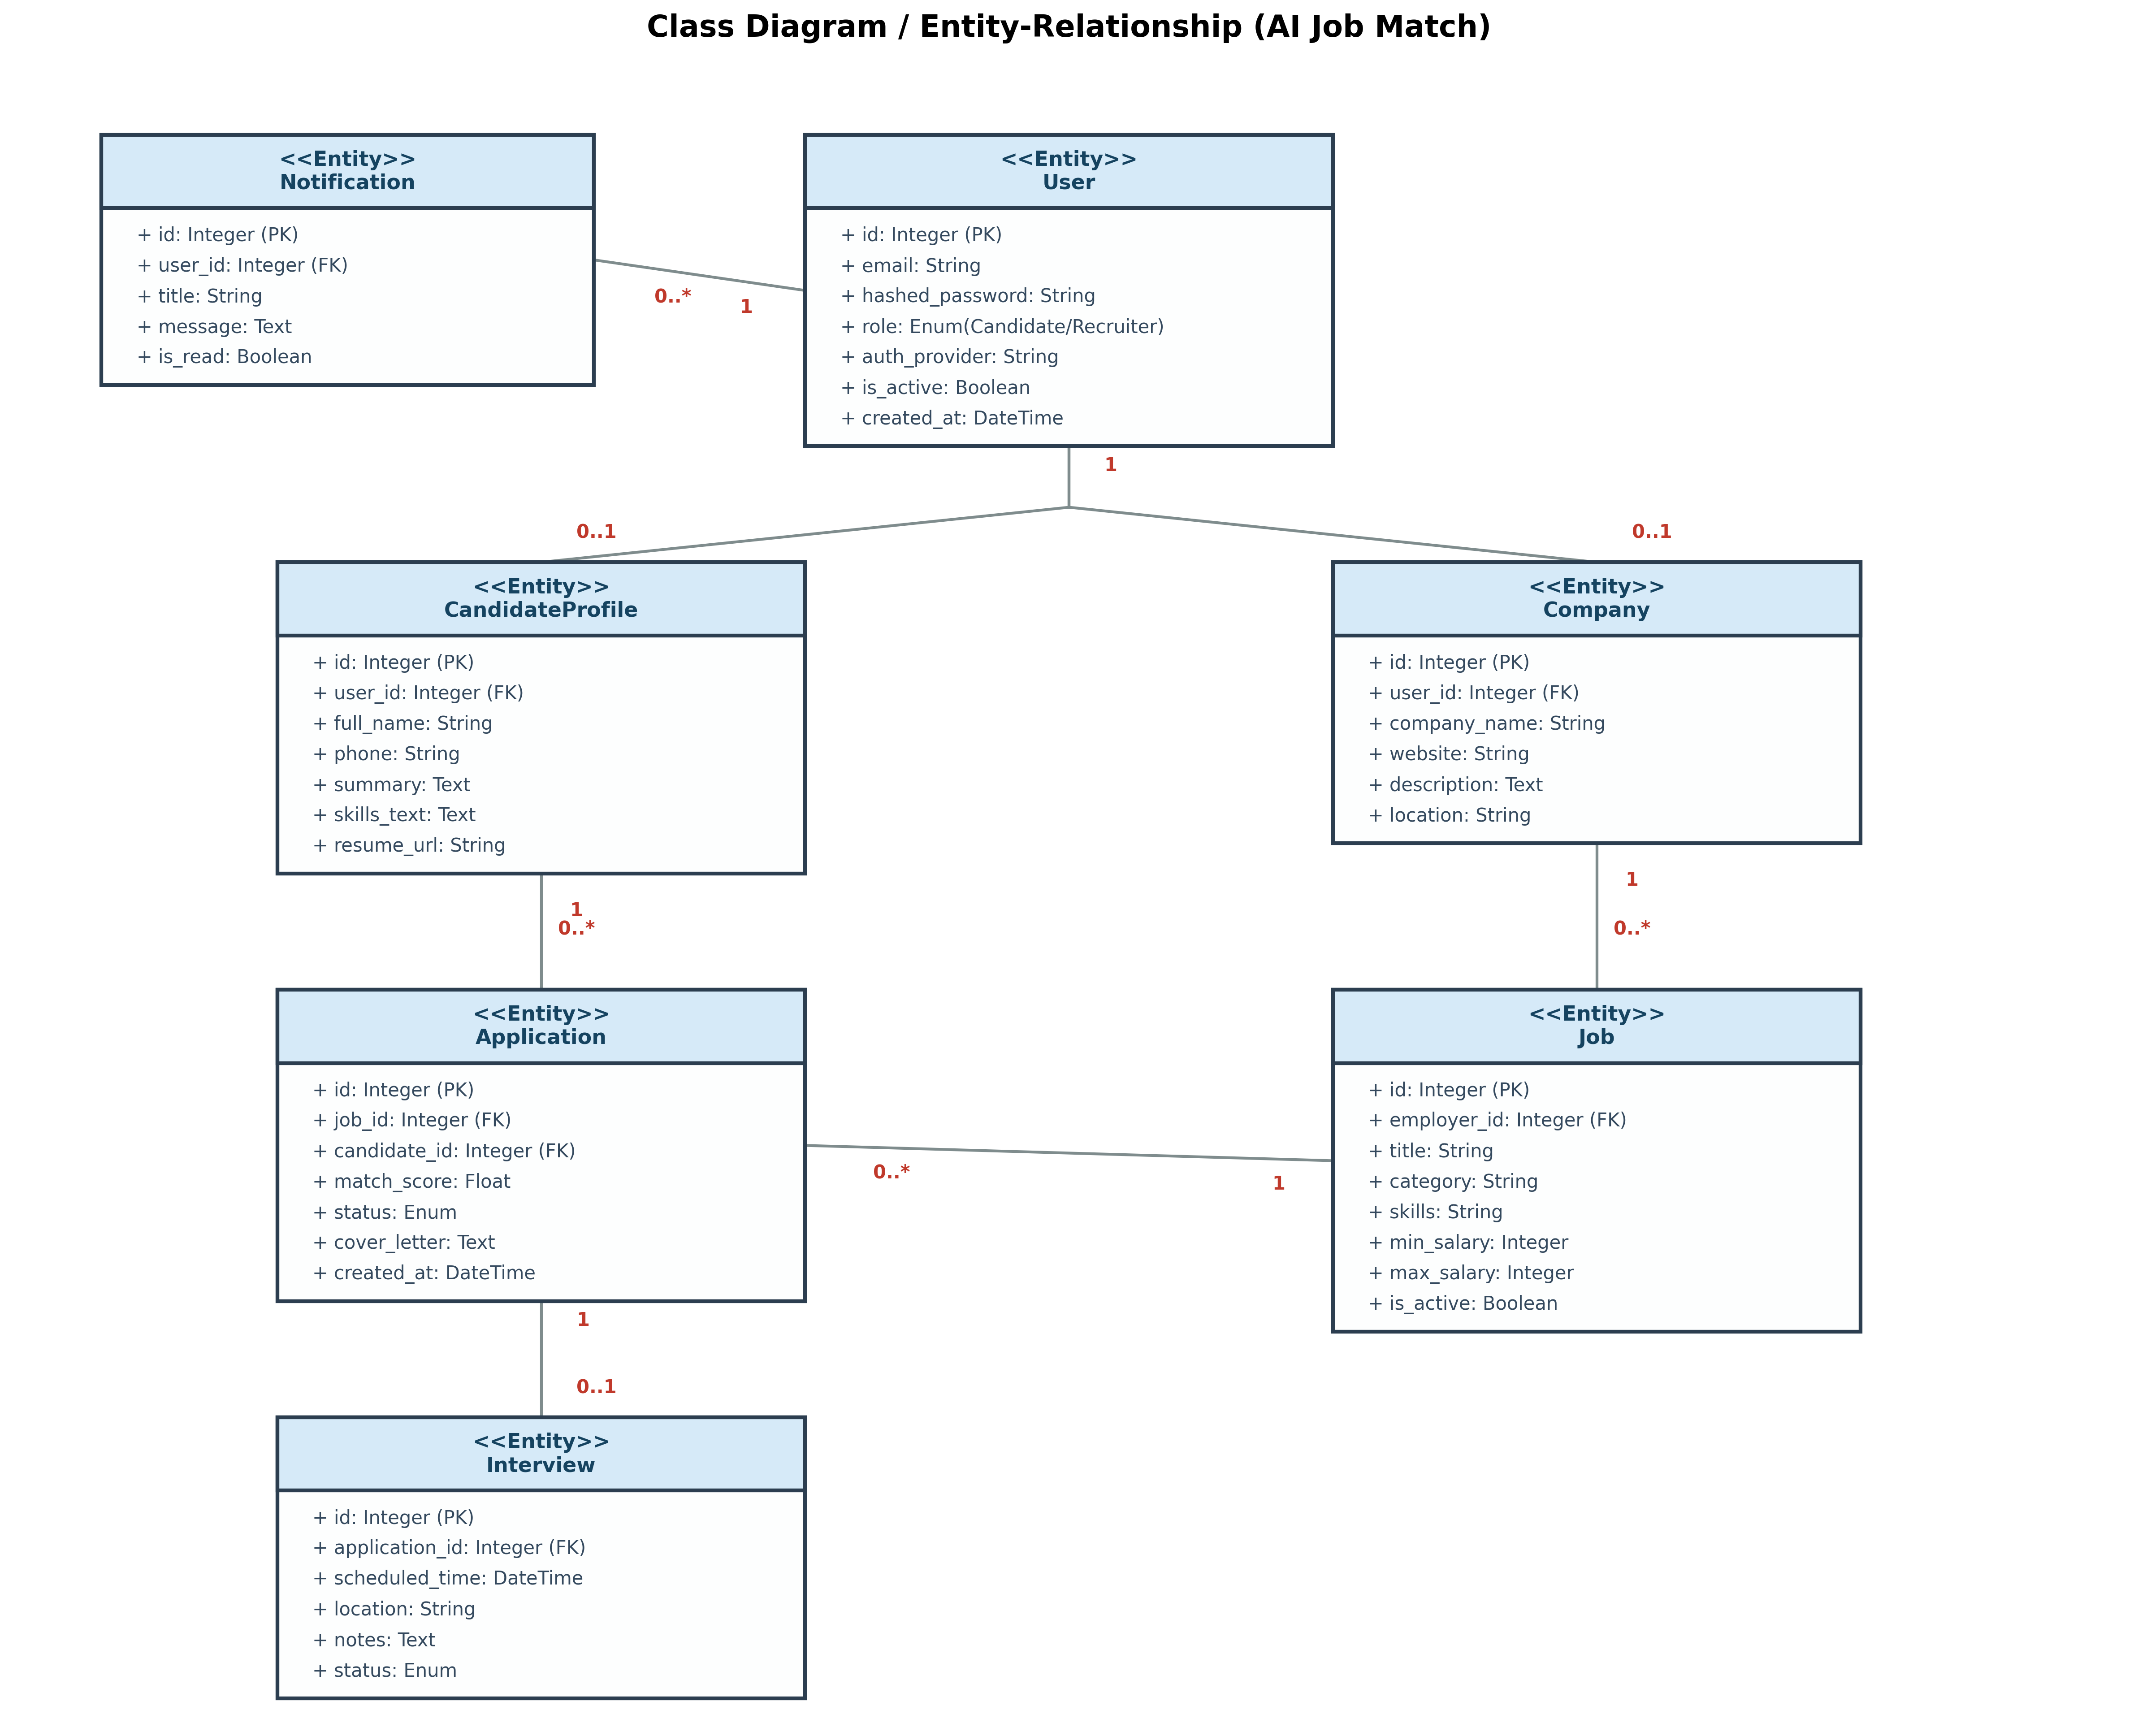 Class Diagram / Entity-Relationship (AI Job Match)
<<Entity>>
Notification
+ id: Integer (PK)
+ user_id: Integer (FK)
+ title: String
+ message: Text
+ is_read: Boolean
0..*
1
<<Entity>>
User
+ id: Integer (PK)
+ email: String
+ hashed_password: String
+ role: Enum(Candidate/Recruiter)
+ auth_provider: String
+ is_active: Boolean
+ created_at: DateTime
1
0..1
0..1
<<Entity>>
CandidateProfile
+ id: Integer (PK)
+ user_id: Integer (FK)
+ full_name: String
+ phone: String
+ summary: Text
+ skills_text: Text
+ resume_url: String
1
0..*
<<Entity>>
Company
+ id: Integer (PK)
+ user_id: Integer (FK)
+ company_name: String
+ website: String
+ description: Text
+ location: String
1
0..*
<<Entity>>
Application
+ id: Integer (PK)
+ job_id: Integer (FK)
+ candidate_id: Integer (FK)
+ match_score: Float
+ status: Enum
+ cover_letter: Text
+ created_at: DateTime
0..*
1
<<Entity>>
Job
+ id: Integer (PK)
+ employer_id: Integer (FK)
+ title: String
+ category: String
+ skills: String
+ min_salary: Integer
+ max_salary: Integer
+ is_active: Boolean
1
0..1
<<Entity>>
Interview
+ id: Integer (PK)
+ application_id: Integer (FK)
+ scheduled_time: DateTime
+ location: String
+ notes: Text
+ status: Enum